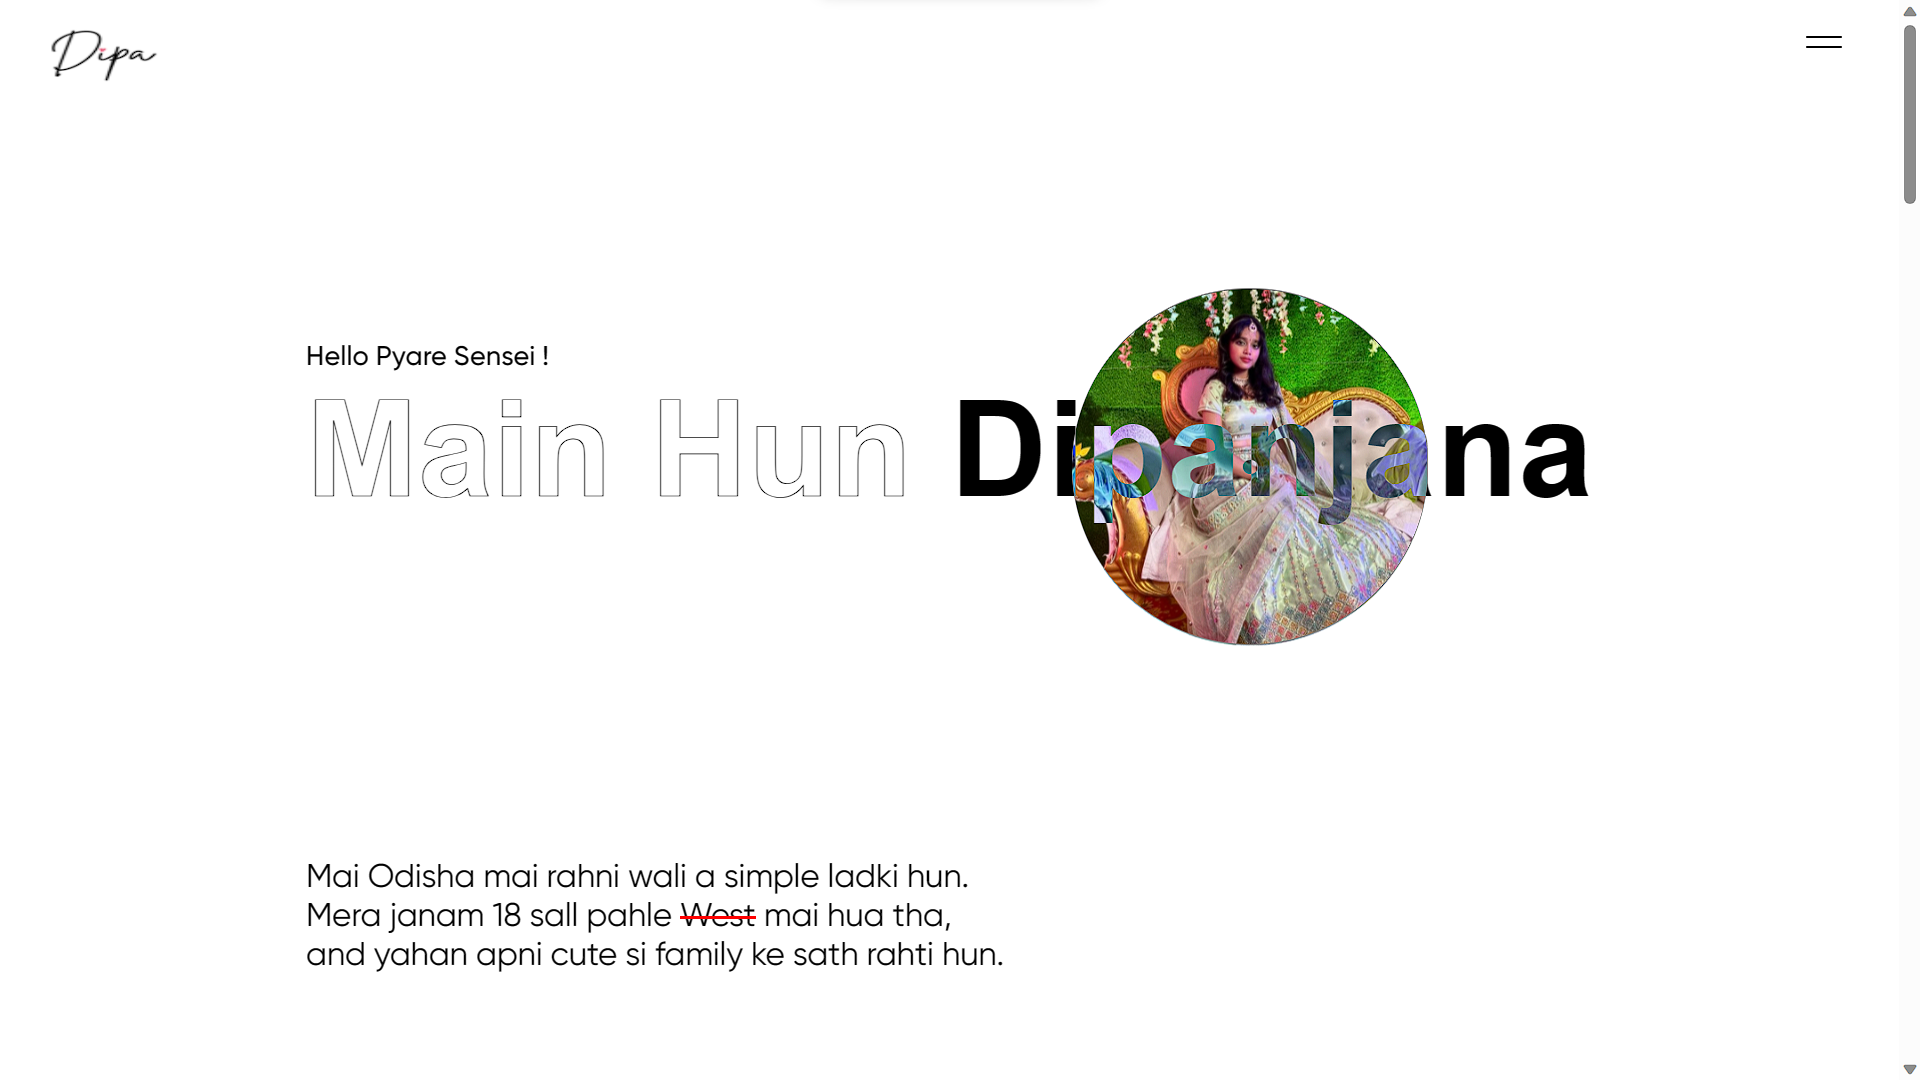 Dipa
Hello Pyare Sensei !
Main Hun Dipanjana
Mai Odisha mai rahni wali a simple ladki hun.
Mera janam 18 sall pahle West mai hua tha,
and yahan apni cute si family ke sath rahti hun.